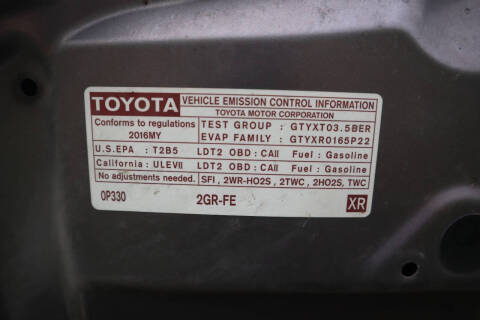 TOYOTA VEHICLE EMISSION CONTROL INFORMATION
TOYOTA MOTOR CORPORATION
Conforms to regulations TEST GROUP : GTYXT03.5BER
2016MY EVAP FAMILY : GTYXR0165P22
U.S.EPA : T2B5 LDT2 OBD : CAII Fuel : Gasoline
California : ULEVII LDT2 OBD : CAII Fuel : Gasoline
No adjustments needed. SFI , 2WR-HO2S , 2TWC , 2HO2S, TWC
0P330 2GR-FE XR